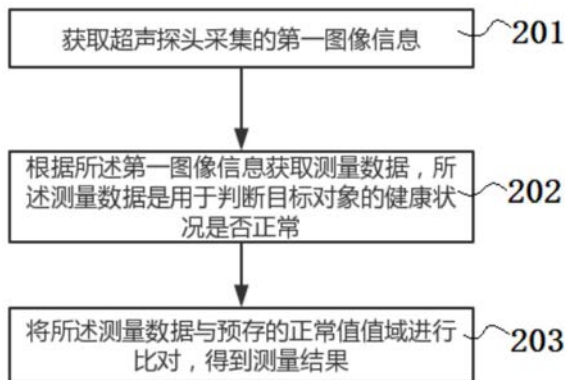 获取超声探头采集的第一图像信息
201
根据所述第一图像信息获取测量数据，所
述测量数据是用于判断目标对象的健康状
况是否正常
202
将所述测量数据与预存的正常值值域进行
比对，得到测量结果
203